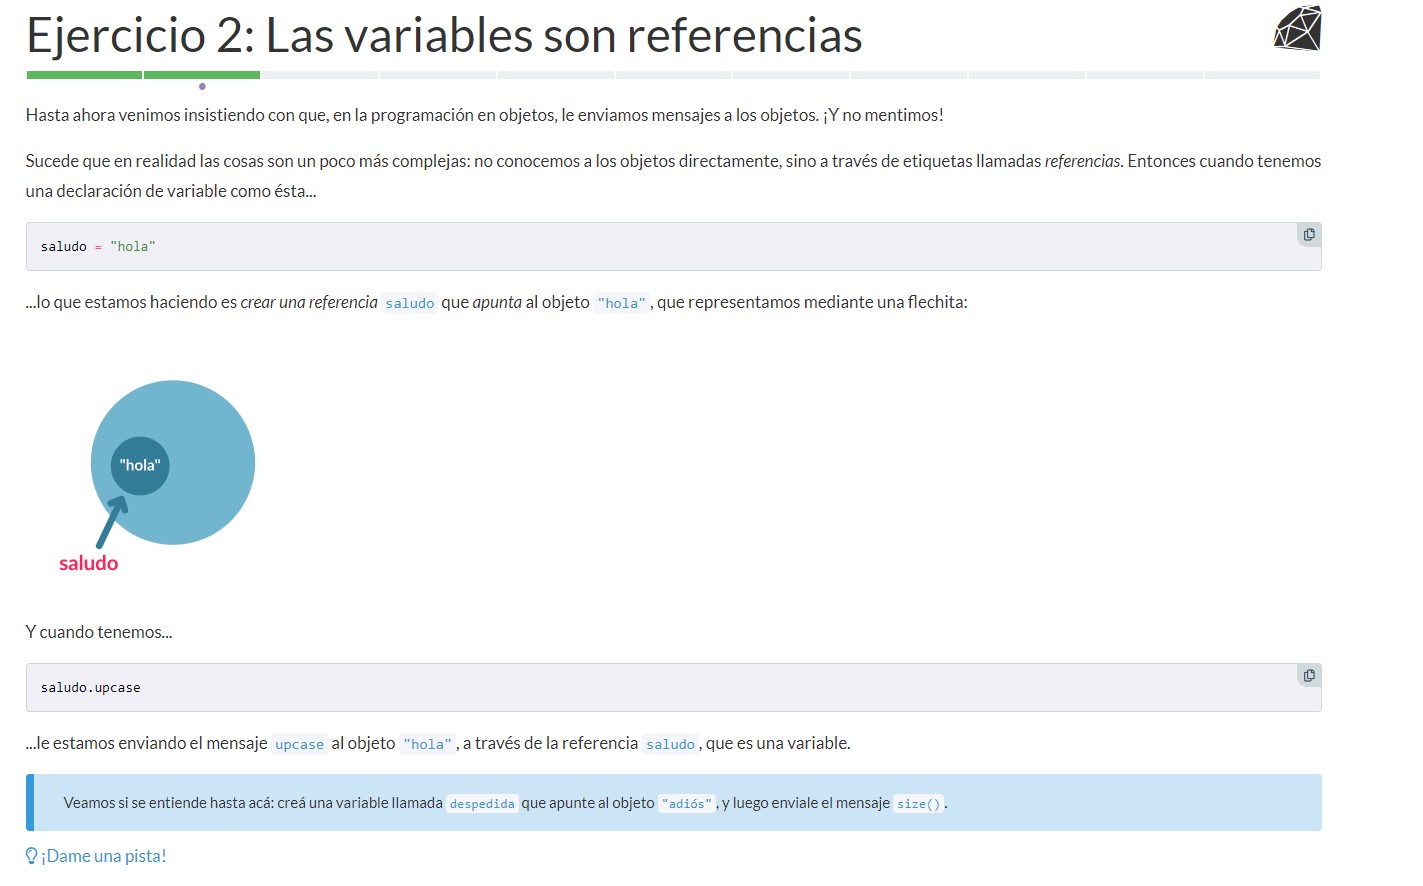 Ejercicio 2: Las variables son referencias
Hasta ahora venimos insistiendo con que, en la programación en objetos, le enviamos mensajes a los objetos. ¡Y no mentimos!
Sucede que en realidad las cosas son un poco más complejas: no conocemos a los objetos directamente, sino a través de etiquetas llamadas referencias. Entonces cuando tenemos
una declaración de variable como ésta...
saludo = "hola"
...lo que estamos haciendo es crear una referencia saludo que apunta al objeto "hola", que representamos mediante una flechita:
"hola"
saludo
Y cuando tenemos...
saludo.upcase
...le estamos enviando el mensaje upcase al objeto "hola", a través de la referencia saludo, que es una variable.
Veamos si se entiende hasta acá: creá una variable llamada despedida que apunte al objeto "adiós", y luego enviale el mensaje size().
¡Dame una pista!